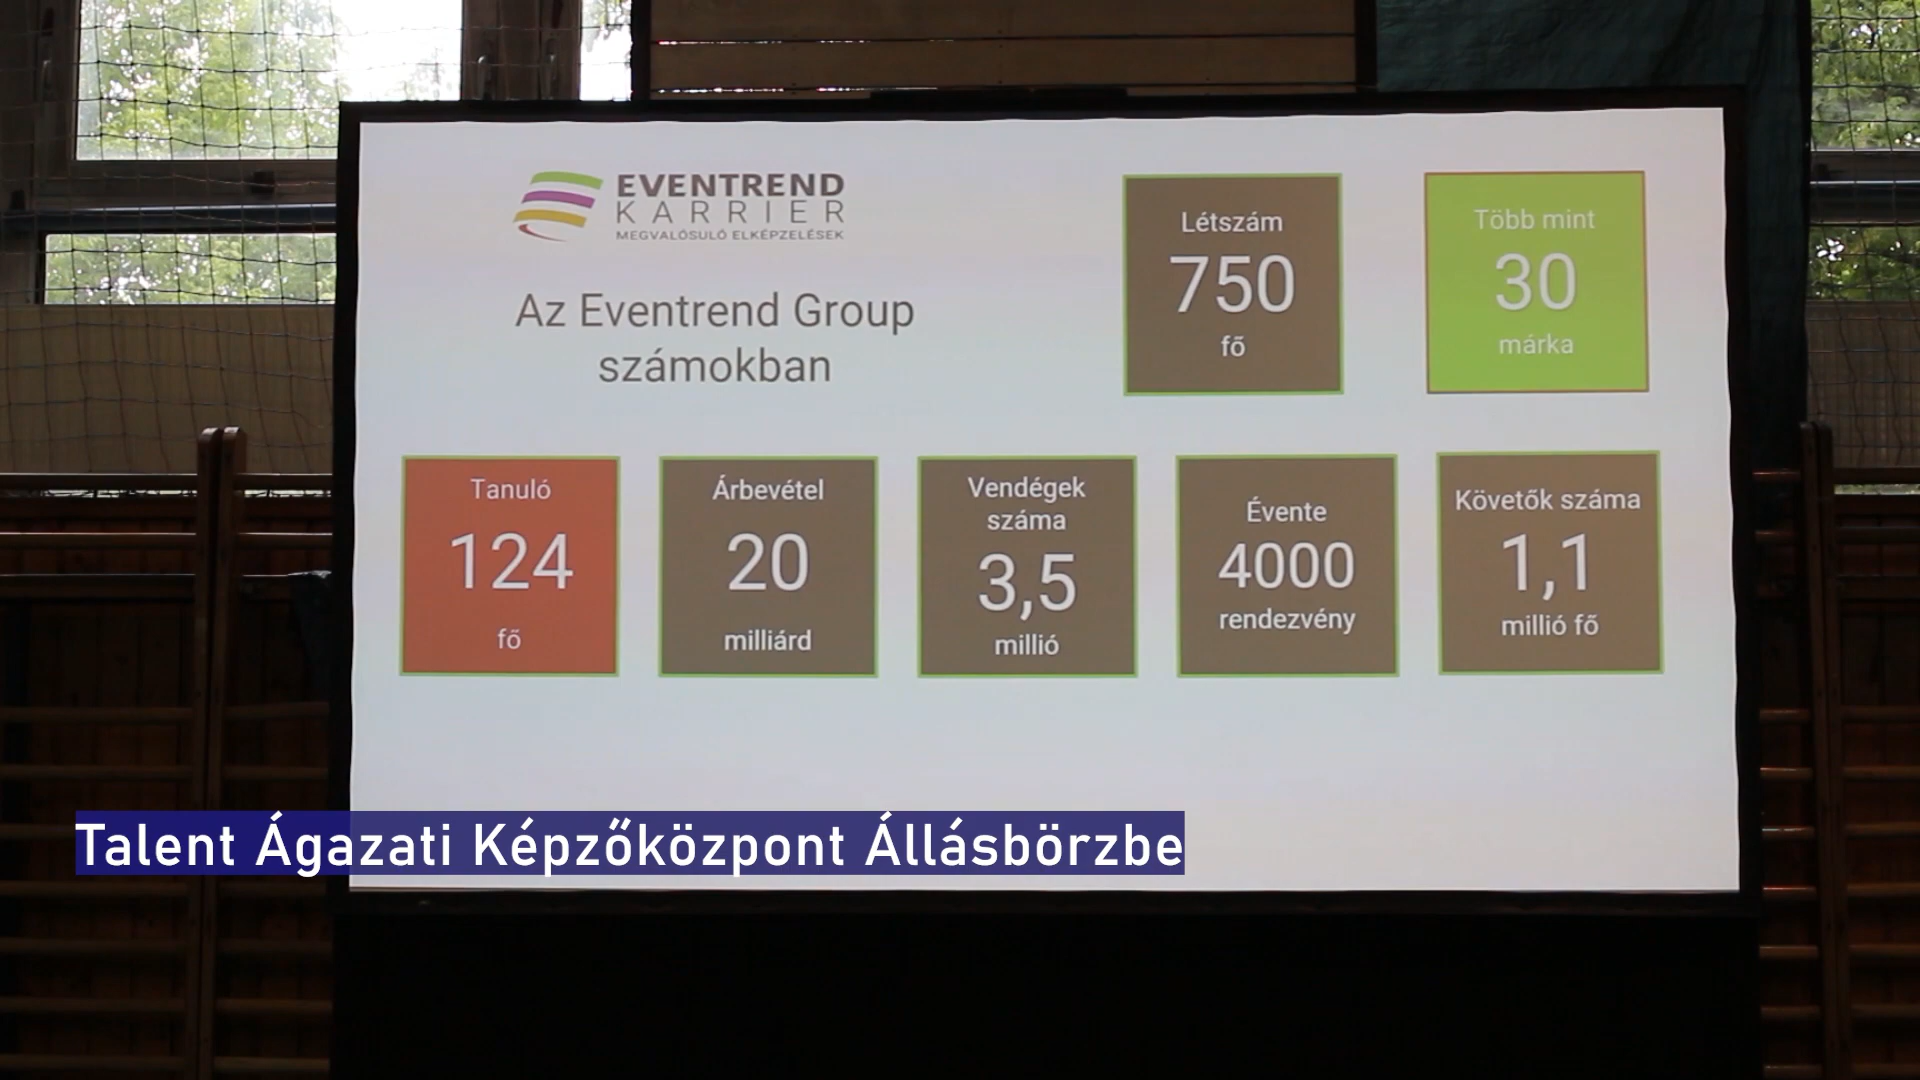 EVENTREND
KARRIER
MEGVALÓSULÓ ELKÉPZELÉSEK
Az Eventrend Group
számokban
Létszám
750
fő
Több mint
30
márka
Tanuló
124
fő
Árbevétel
20
milliárd
Vendégek
száma
3,5
millió
Évente
4000
rendezvény
Követők száma
1,1
millió fő
Talent Ágazati Képzőközpont Állásbörzbe